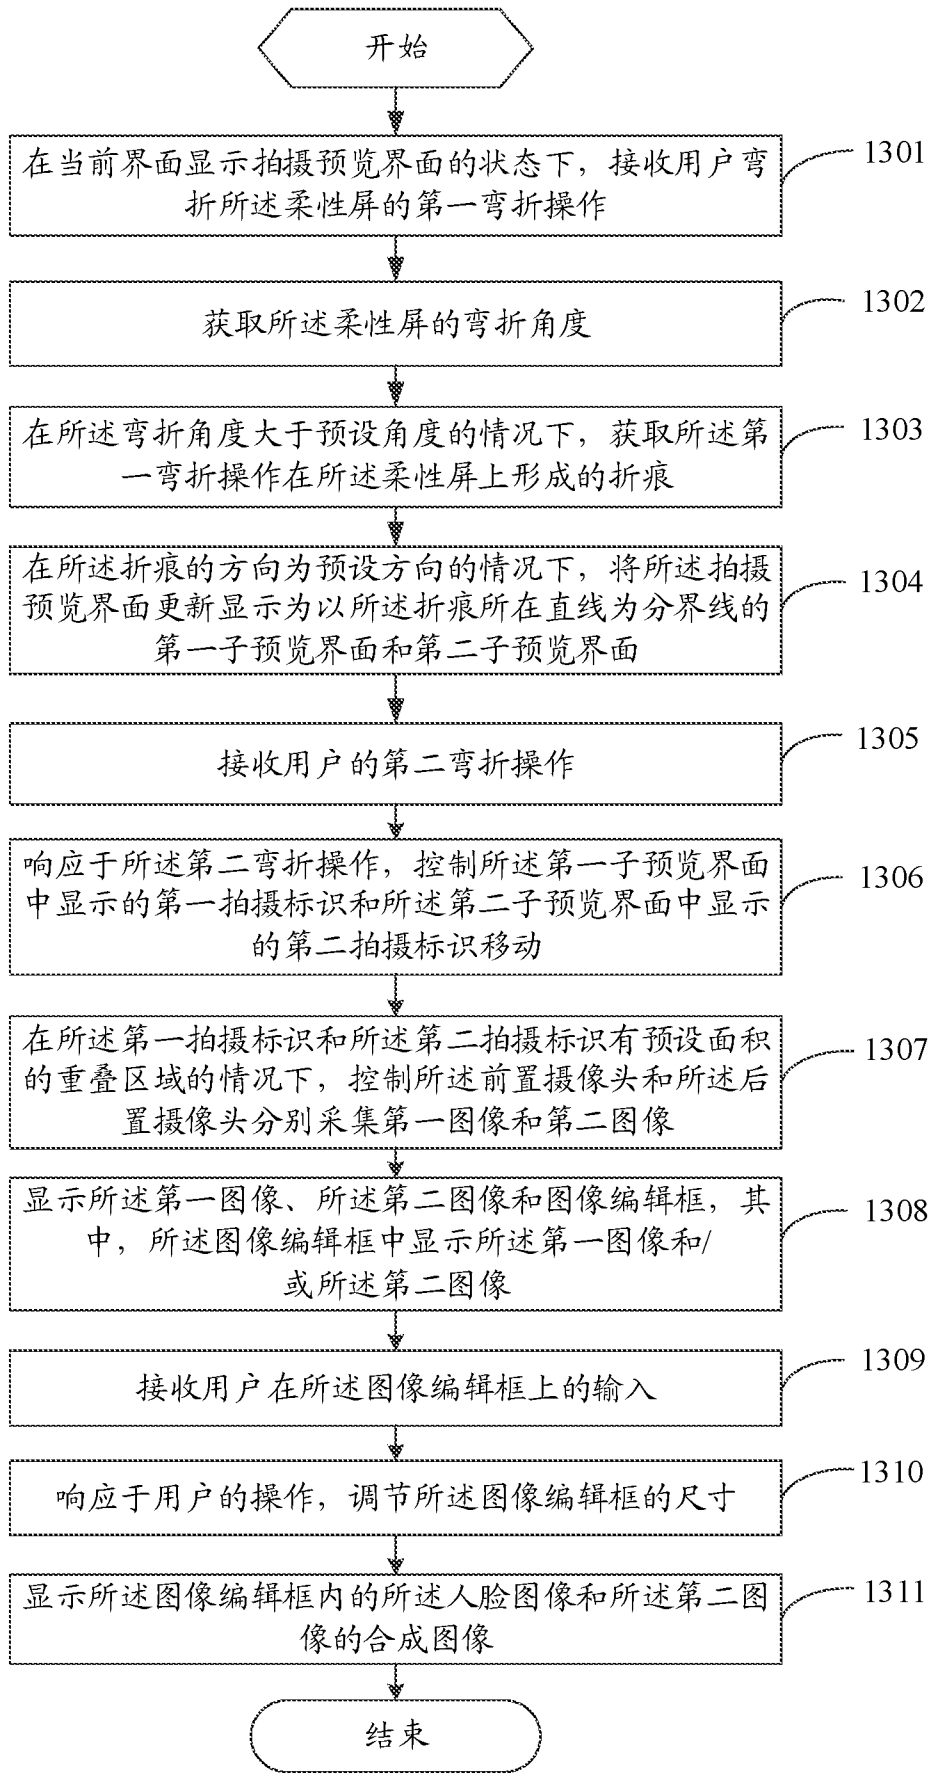 开始
在当前界面显示拍摄预览界面的状态下，接收用户弯
折所述柔性屏的第一弯折操作
1301
获取所述柔性屏的弯折角度
1302
在所述弯折角度大于预设角度的情况下，获取所述第
一弯折操作在所述柔性屏上形成的折痕
1303
在所述折痕的方向为预设方向的情况下，将所述拍摄
预览界面更新显示为以所述折痕所在直线为分界线的
第一子预览界面和第二子预览界面
1304
接收用户的第二弯折操作
1305
响应于所述第二弯折操作，控制所述第一子预览界面
中显示的第一拍摄标识和所述第二子预览界面中显示
的第二拍摄标识移动
1306
在所述第一拍摄标识和所述第二拍摄标识有预设面积
的重叠区域的情况下，控制所述前置摄像头和所述后
置摄像头分别采集第一图像和第二图像
1307
显示所述第一图像、所述第二图像和图像编辑框，其
中，所述图像编辑框中显示所述第一图像和/
或所述第二图像
1308
接收用户在所述图像编辑框上的输入
1309
响应于用户的操作，调节所述图像编辑框的尺寸
1310
显示所述图像编辑框内的所述人脸图像和所述第二图
像的合成图像
1311
结束